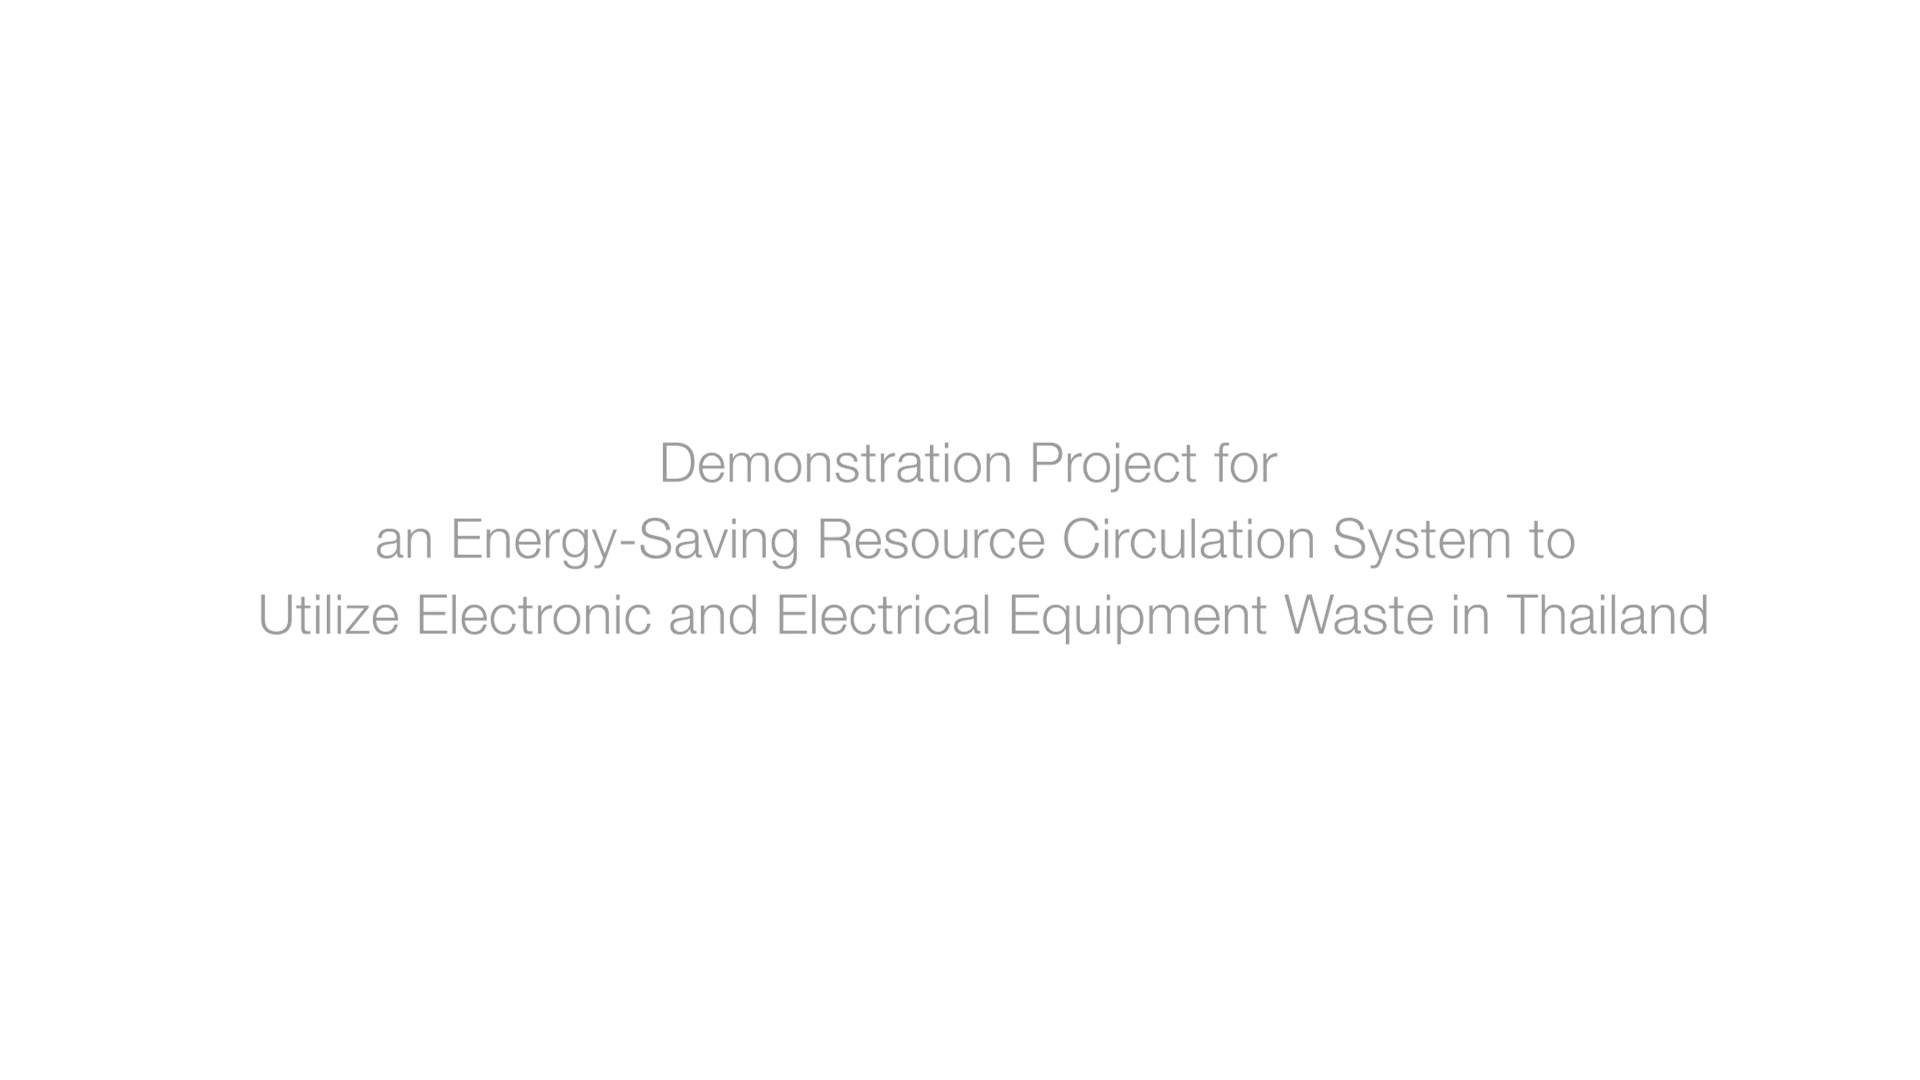 Demonstration Project for
an Energy-Saving Resource Circulation System to
Utilize Electronic and Electrical Equipment Waste in Thailand